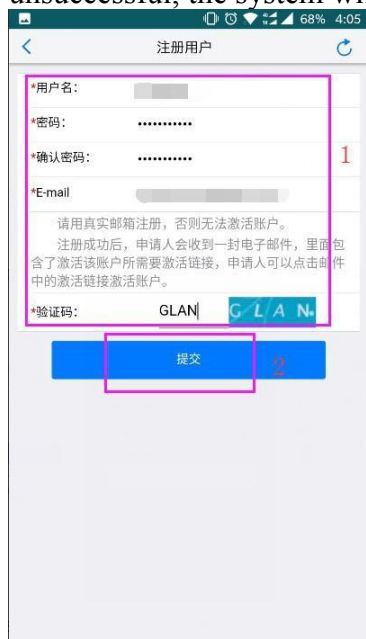 68% 4:05
注册用户
*用户名：
*密码： •••••••••••
*确认密码： •••••••••••
1
*E-mail
请用真实邮箱注册，否则无法激活账户。
注册成功后，申请人会收到一封电子邮件，里面包
含了激活该账户所需要激活链接，申请人可以点击邮件
中的激活链接激活账户。
*验证码： GLAN GLAN
提交
2